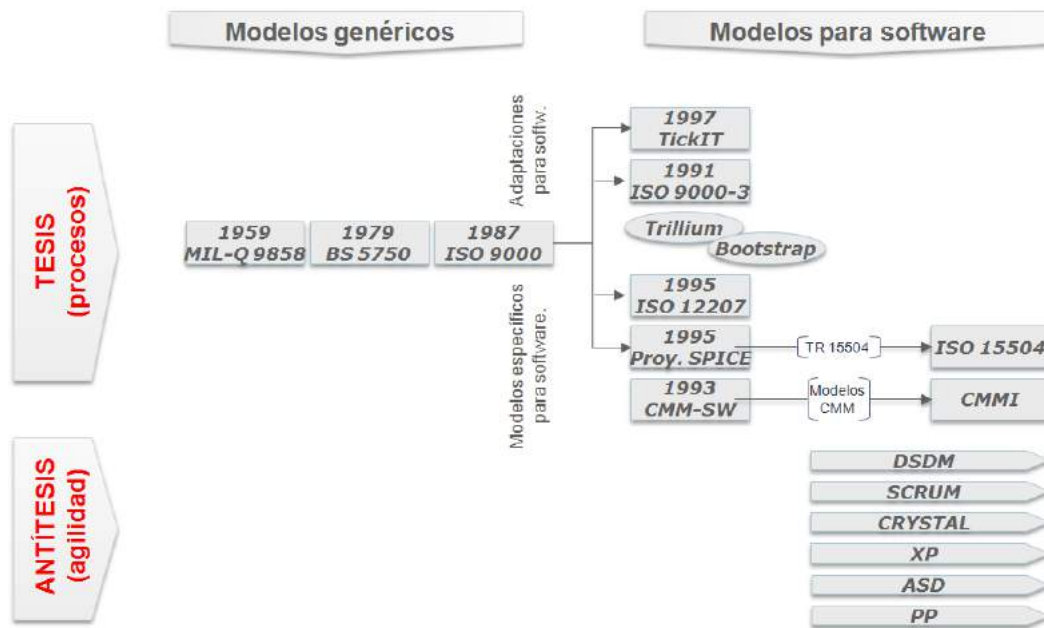 Modelos genéricos
Modelos para software
TESIS
(procesos)
Adaptaciones
para softw.
Modelos específicos
para software.
1959
MIL-Q 9858
1979
BS 5750
1987
ISO 9000
1997
TickIT
1991
ISO 9000-3
Trillium
Bootstrap
1995
ISO 12207
1995
Proy. SPICE
TR 15504
ISO 15504
1993
CMM-SW
Modelos
CMM
CMMI
ANTÍTESIS
(agilidad)
DSDM
SCRUM
CRYSTAL
XP
ASD
PP